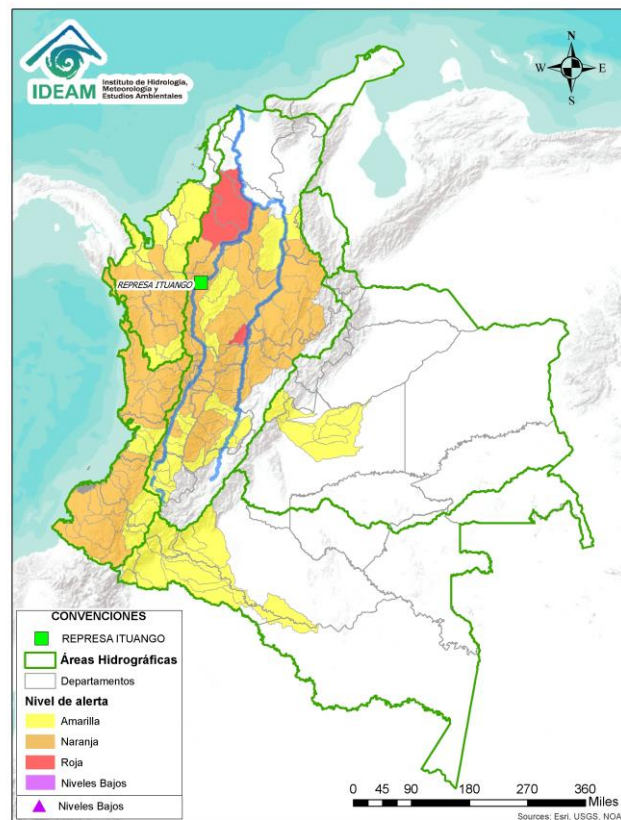 IDEAM
Instituto de Hidrología,
Meteorología y
Estudios Ambientales
N
W
E
S
REPRESA ITUANGO
CONVENCIONES
REPRESA ITUANGO
Áreas Hidrográficas
Departamentos
Nivel de alerta
Amarilla
Naranja
Roja
Niveles Bajos
Niveles Bajos
0 45 90 180 270 360
Miles
Sources: Esri, USGS, NOA